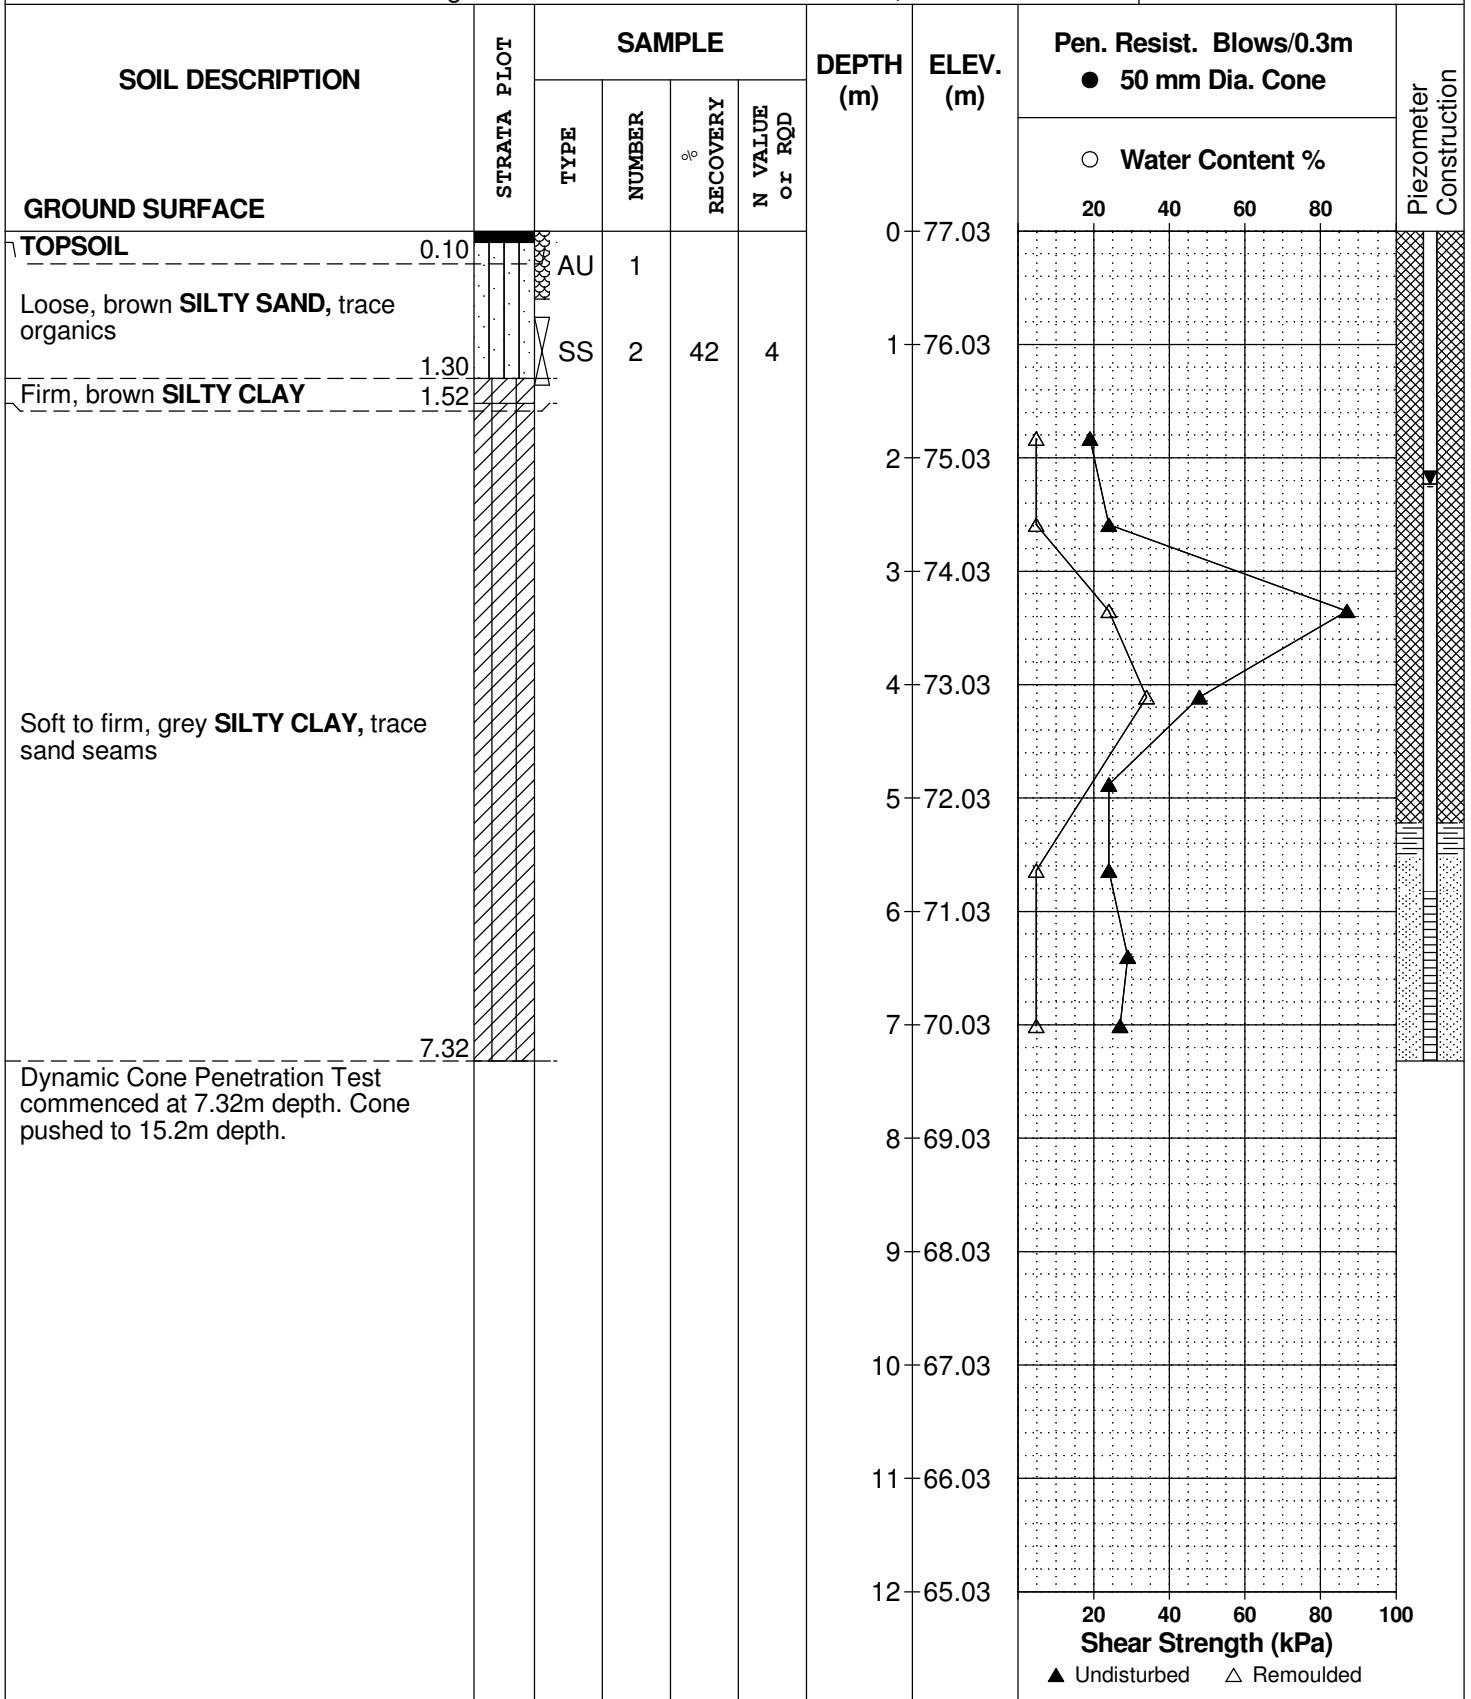 SOIL DESCRIPTION
GROUND SURFACE
STRATA PLOT
SAMPLE
TYPE
NUMBER
% RECOVERY
N VALUE or RQD
DEPTH (m)
ELEV. (m)
Pen. Resist. Blows/0.3m
● 50 mm Dia. Cone
○ Water Content %
20 40 60 80
Piezometer Construction
TOPSOIL 0.10
Loose, brown SILTY SAND, trace
organics
1.30
Firm, brown SILTY CLAY 1.52
Soft to firm, grey SILTY CLAY, trace
sand seams
7.32
Dynamic Cone Penetration Test
commenced at 7.32m depth. Cone
pushed to 15.2m depth.
AU 1
SS 2 42 4
0 77.03
1 76.03
2 75.03
3 74.03
4 73.03
5 72.03
6 71.03
7 70.03
8 69.03
9 68.03
10 67.03
11 66.03
12 65.03
20 40 60 80 100
Shear Strength (kPa)
▲ Undisturbed △ Remoulded